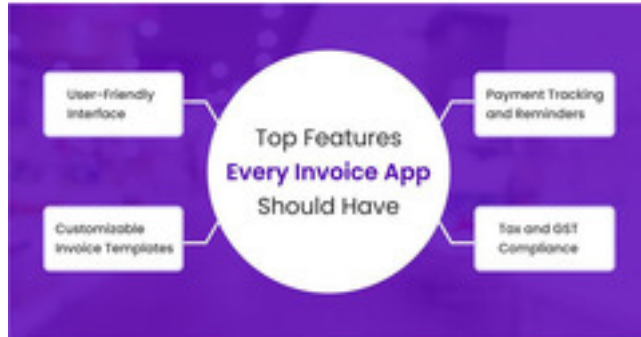 User-Friendly
Interface
Customizable
Invoice Templates
Top Features
Every Invoice App
Should Have
Payment Tracking
and Reminders
Tax and GST
Compliance